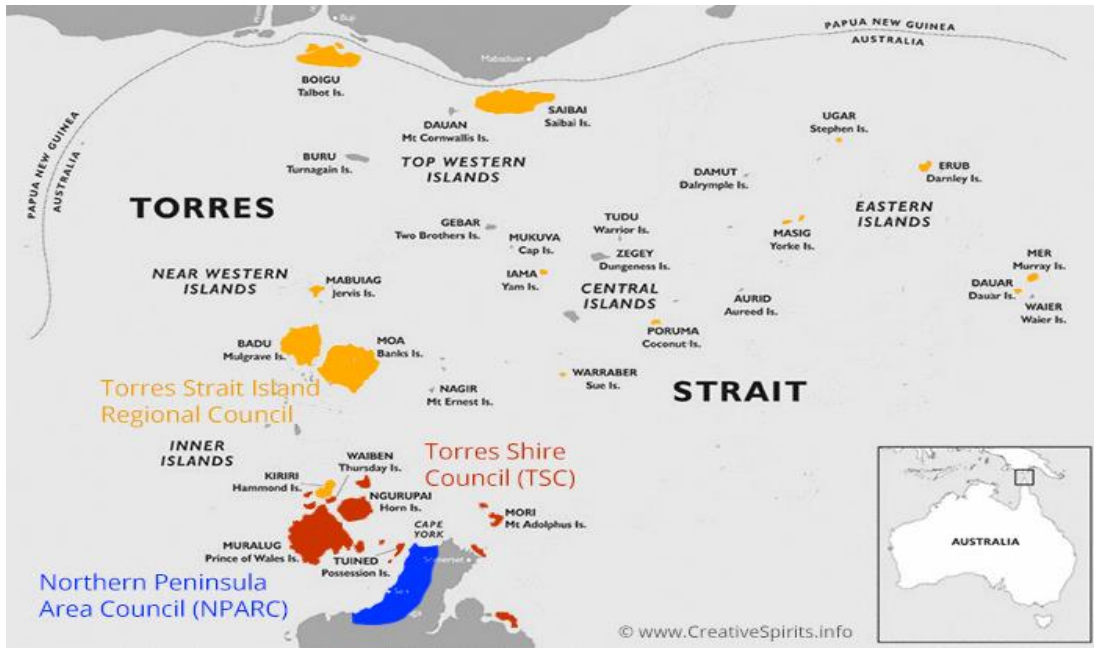 PAPUA NEW GUINEA
AUSTRALIA
Buji
Mabaduan
PAPUA NEW GUINEA
AUSTRALIA
BOIGU
Talbot Is.
SAIBAI
Saibai Is.
DAUAN
Mt Cornwallis Is.
UGAR
Stephen Is.
BURU
Turnagain Is.
TOP WESTERN
ISLANDS
DAMUT
Dalrymple Is.
ERUB
Darnley Is.
TORRES
EASTERN
ISLANDS
GEBAR
Two Brothers Is.
TUDU
Warrior Is.
MUKUVA
Cap Is.
MASIG
Yorke Is.
ZEGEY
Dungeness Is.
MER
Murray Is.
NEAR WESTERN
ISLANDS
MABUIAG
Jervis Is.
IAMA
Yam Is.
CENTRAL
ISLANDS
DAUAR
Dauar Is.
WAIER
Waier Is.
AURID
Aureed Is.
PORUMA
Coconut Is.
BADU
Mulgrave Is.
MOA
Banks Is.
WARRABER
Sue Is.
STRAIT
NAGIR
Mt Ernest Is.
Torres Strait Island
Regional Council
INNER
ISLANDS
WAIBEN
Thursday Is.
Torres Shire
Council (TSC)
KIRIRI
Hammond Is.
NGURUPAI
Horn Is.
MORI
Mt Adolphus Is.
CAPE
YORK
MURALUG
Prince of Wales Is.
TUINED
Possession Is.
Somerset
AUSTRALIA
Northern Peninsula
Area Council (NPARC)
© www.CreativeSpirits.info